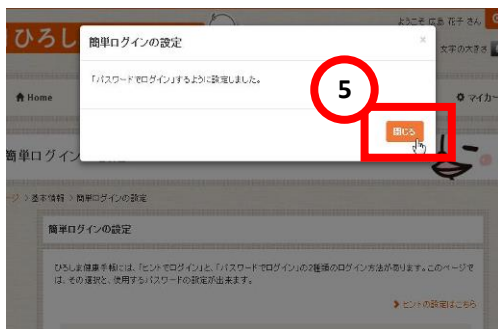 ようこそ 広島 花子 さん
ひろし
文字の大きさ
簡単ログインの設定
×
「パスワードでログイン」するように設定しました。
5
閉じる
Home
マイカー
簡単ログイン
ページ > 基本情報 > 簡単ログインの設定
簡単ログインの設定
ひろしま健康手帳には、「ヒントでログイン」と、「パスワードでログイン」の2種類のログイン方法があります。このページで
は、その選択と、使用するパスワードの設定が出来ます。
ヒントの設定はこちら